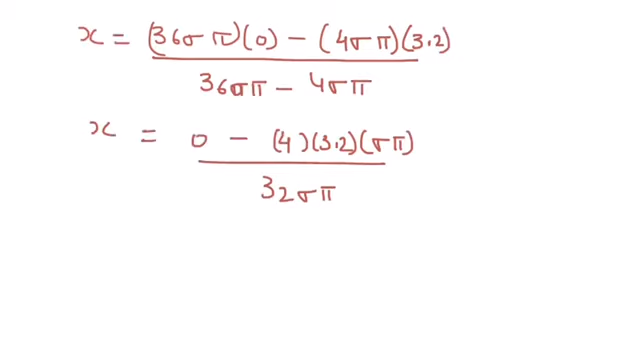 x = (36σπ)(0) − (4σπ)(3.2)
36σπ − 4σπ
x = 0 − (4)(3.2)(σπ)
32σπ